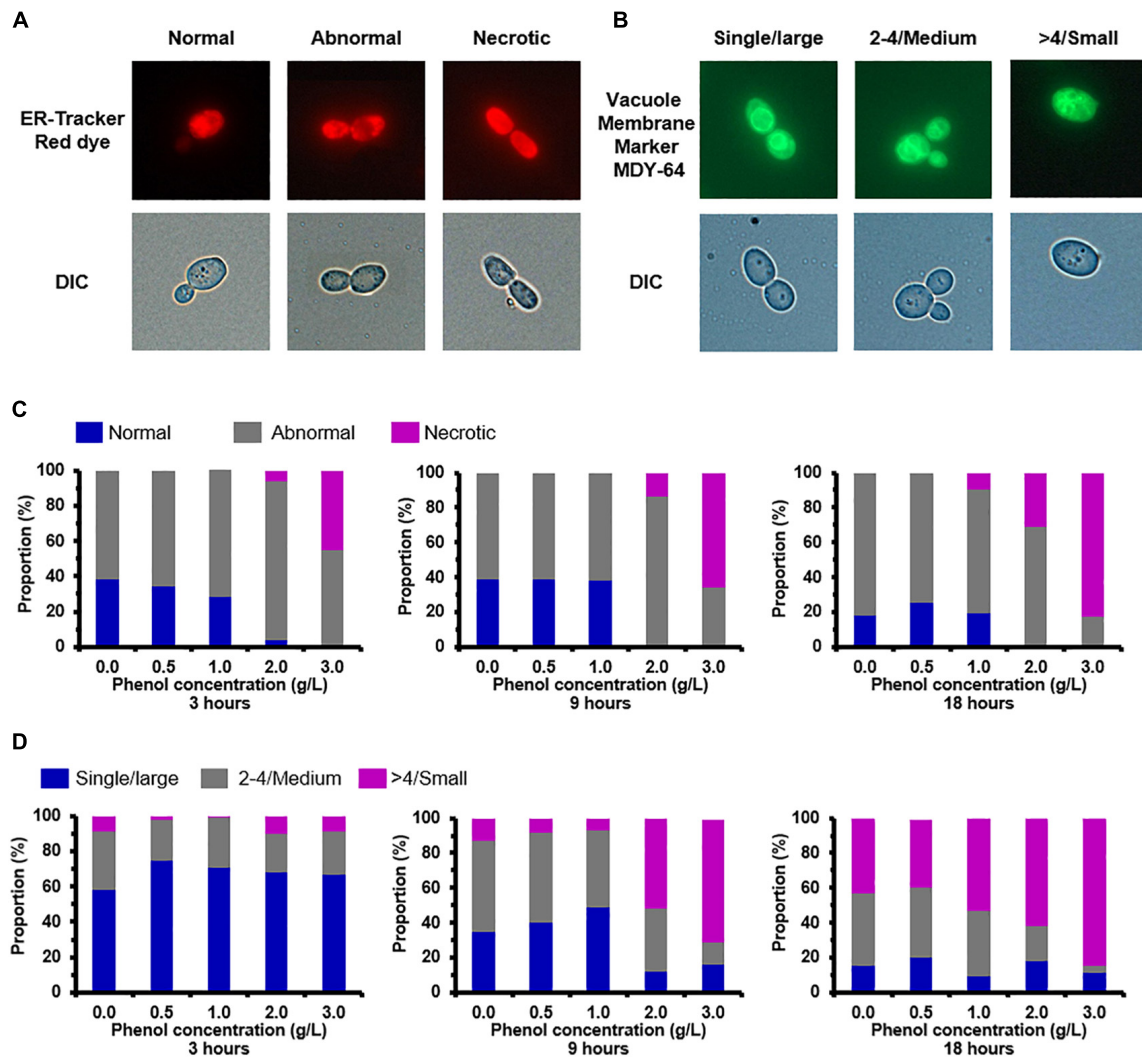 A
Normal Abnormal Necrotic
ER-Tracker
Red dye
DIC
B
Single/large 2-4/Medium >4/Small
Vacuole
Membrane
Marker
MDY-64
DIC
C
Normal Abnormal Necrotic
Proportion (%)
100
80
60
40
20
0
0.0 0.5 1.0 2.0 3.0
Phenol concentration (g/L)
3 hours
Proportion (%)
100
80
60
40
20
0
0.0 0.5 1.0 2.0 3.0
Phenol concentration (g/L)
9 hours
Proportion (%)
100
80
60
40
20
0
0.0 0.5 1.0 2.0 3.0
Phenol concentration (g/L)
18 hours
D
Single/large 2-4/Medium >4/Small
Proportion (%)
100
80
60
40
20
0
0.0 0.5 1.0 2.0 3.0
Phenol concentration (g/L)
3 hours
Proportion (%)
100
80
60
40
20
0
0.0 0.5 1.0 2.0 3.0
Phenol concentration (g/L)
9 hours
Proportion (%)
100
80
60
40
20
0
0.0 0.5 1.0 2.0 3.0
Phenol concentration (g/L)
18 hours